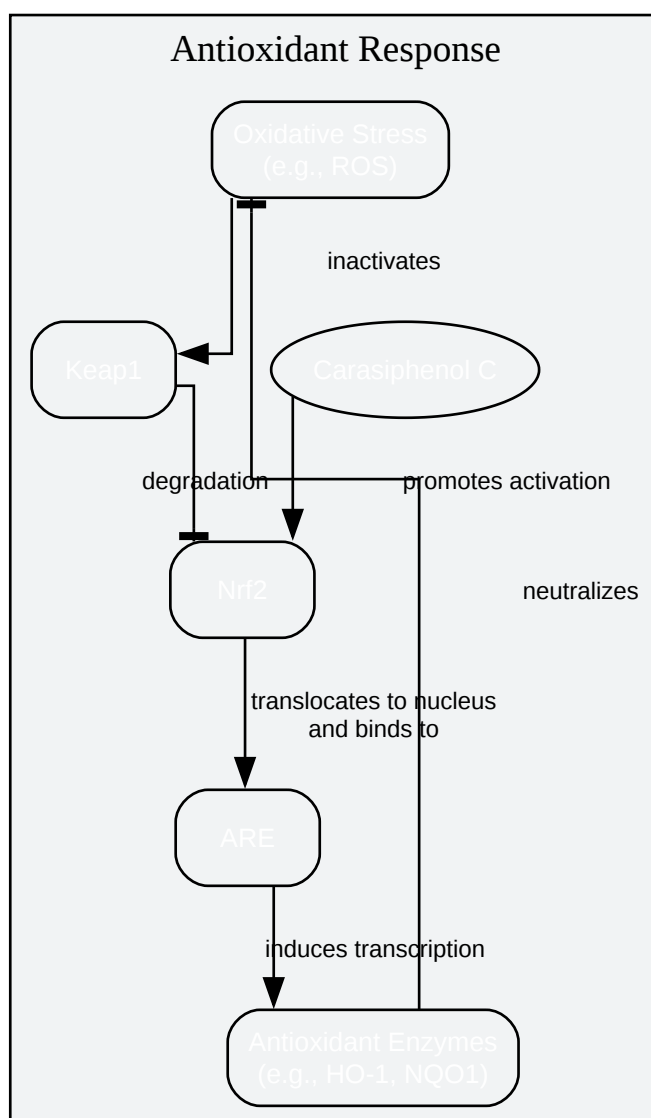 Antioxidant Response
Oxidative Stress
(e.g., ROS)
inactivates
Keap1
Carasiphenol C
degradation
promotes activation
Nrf2
neutralizes
translocates to nucleus
and binds to
ARE
induces transcription
Antioxidant Enzymes
(e.g., HO-1, NQO1)